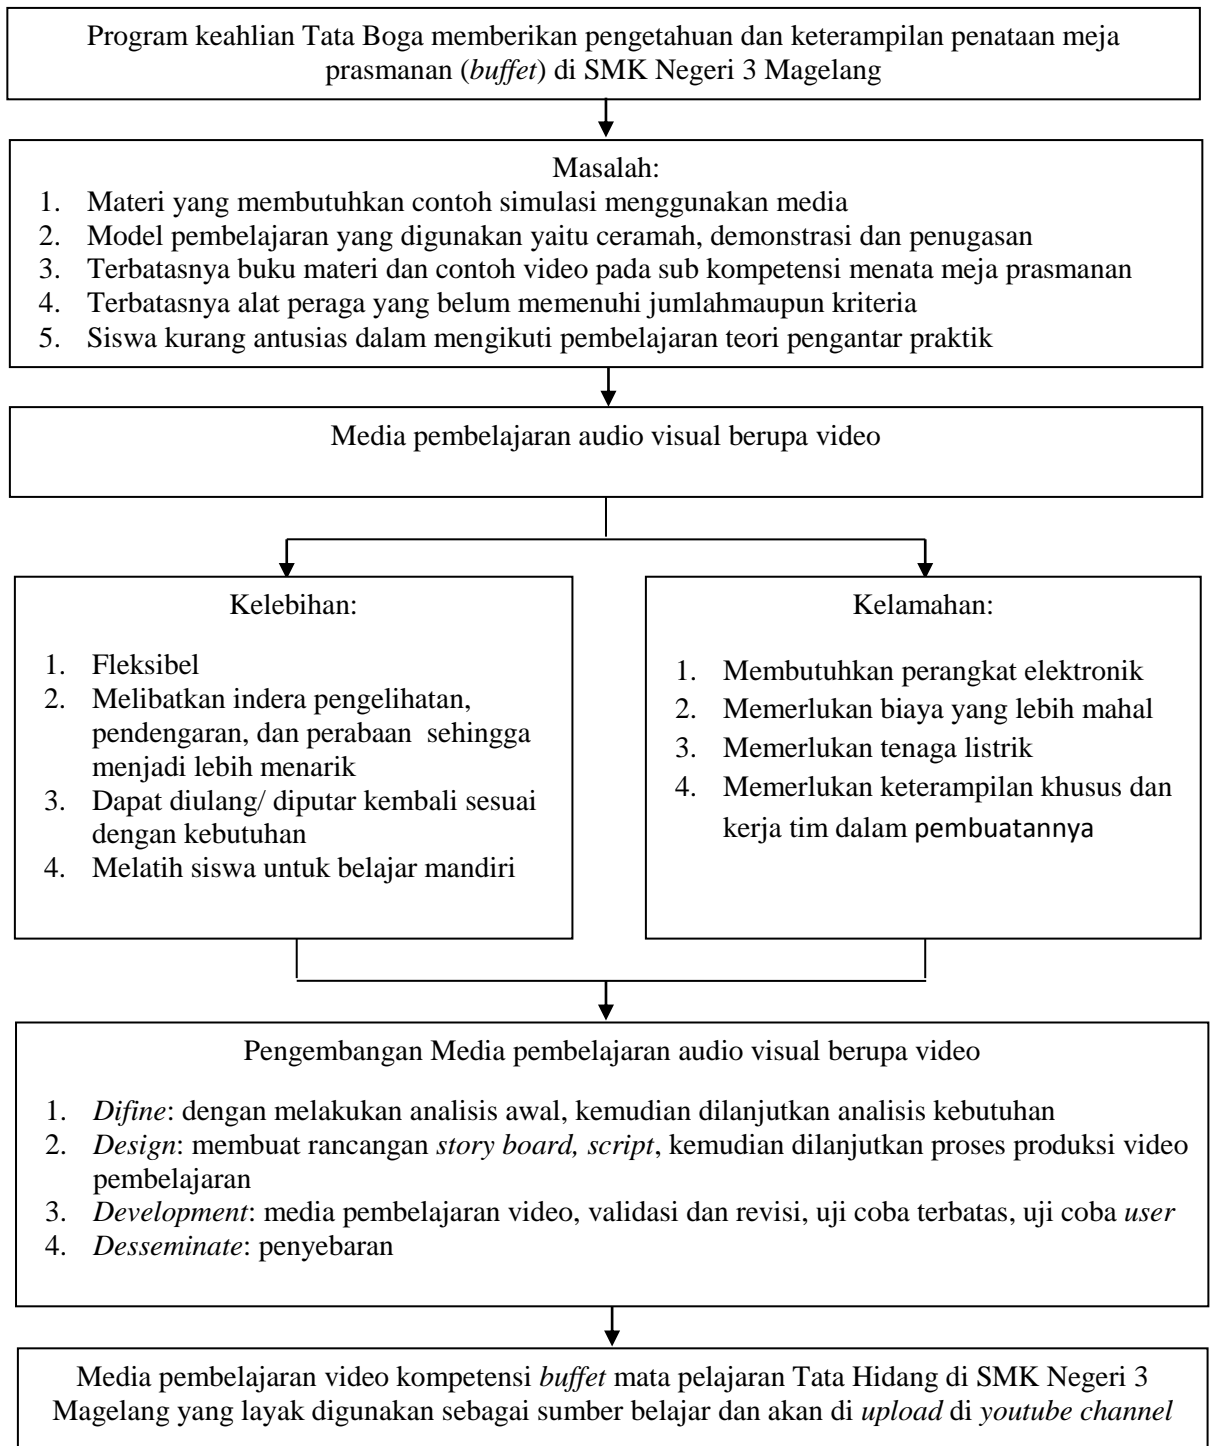 Program keahlian Tata Boga memberikan pengetahuan dan keterampilan penataan meja
prasmanan (buffet) di SMK Negeri 3 Magelang
Masalah:
1. Materi yang membutuhkan contoh simulasi menggunakan media
2. Model pembelajaran yang digunakan yaitu ceramah, demonstrasi dan penugasan
3. Terbatasnya buku materi dan contoh video pada sub kompetensi menata meja prasmanan
4. Terbatasnya alat peraga yang belum memenuhi jumlahmaupun kriteria
5. Siswa kurang antusias dalam mengikuti pembelajaran teori pengantar praktik
Media pembelajaran audio visual berupa video
Kelebihan:
1. Fleksibel
2. Melibatkan indera pengelihatan,
pendengaran, dan perabaan sehingga
menjadi lebih menarik
3. Dapat diulang/ diputar kembali sesuai
dengan kebutuhan
4. Melatih siswa untuk belajar mandiri
Kelamahan:
1. Membutuhkan perangkat elektronik
2. Memerlukan biaya yang lebih mahal
3. Memerlukan tenaga listrik
4. Memerlukan keterampilan khusus dan
kerja tim dalam pembuatannya
Pengembangan Media pembelajaran audio visual berupa video
1. Difine: dengan melakukan analisis awal, kemudian dilanjutkan analisis kebutuhan
2. Design: membuat rancangan story board, script, kemudian dilanjutkan proses produksi video
pembelajaran
3. Development: media pembelajaran video, validasi dan revisi, uji coba terbatas, uji coba user
4. Desseminate: penyebaran
Media pembelajaran video kompetensi buffet mata pelajaran Tata Hidang di SMK Negeri 3
Magelang yang layak digunakan sebagai sumber belajar dan akan di upload di youtube channel